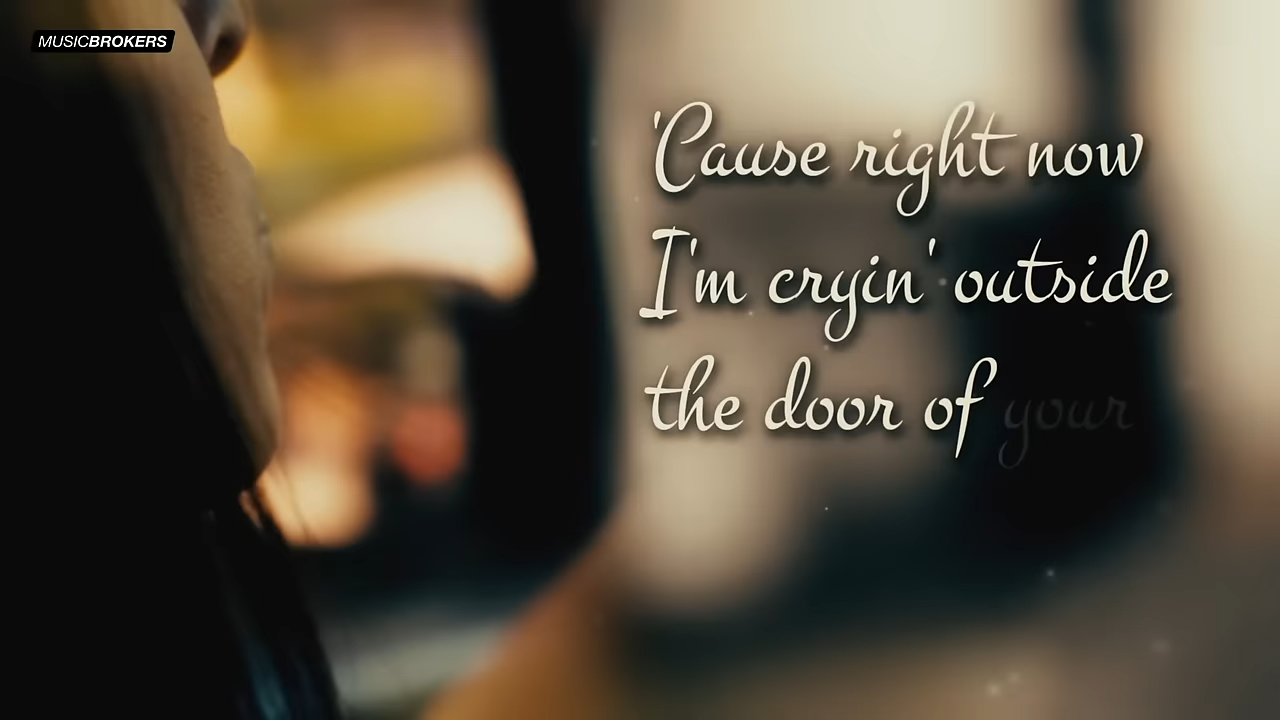 MUSICBROKERS
'Cause right now
I'm cryin' outside
the door of your